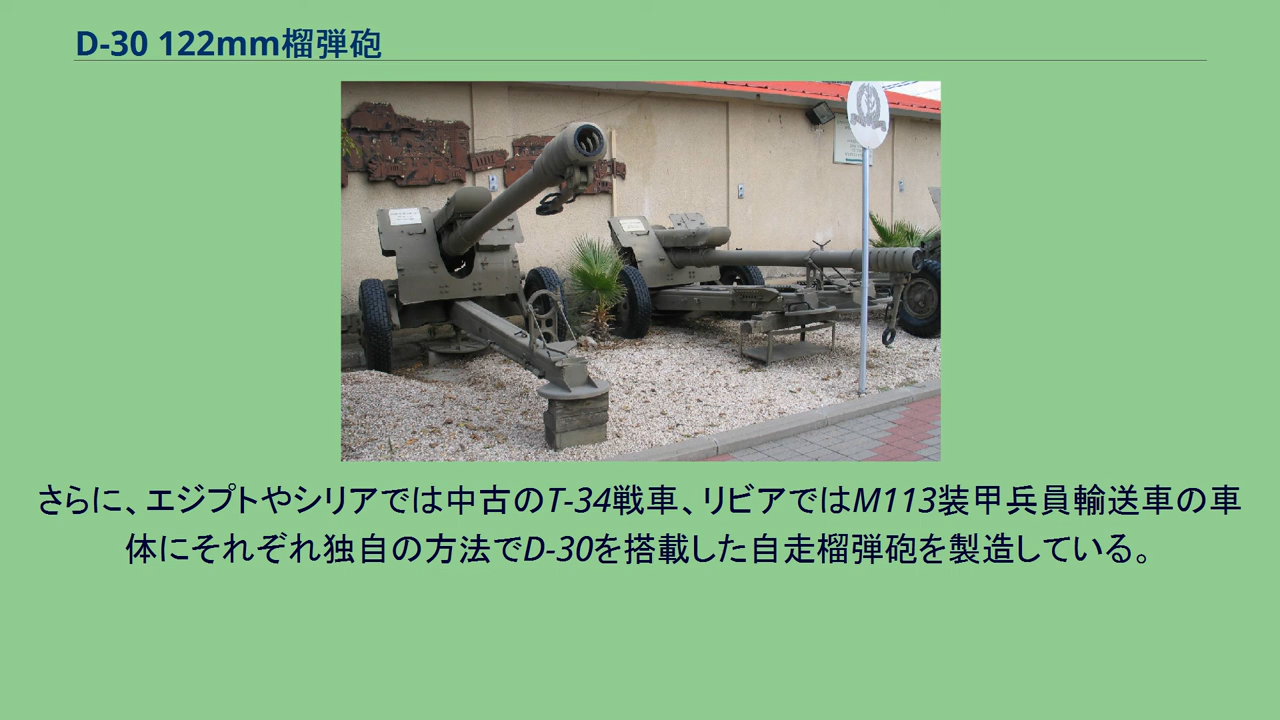 D-30 122mm榴弾砲
さらに、エジプトやシリアでは中古のT-34戦車、リビアではM113装甲兵員輸送車の車
体にそれぞれ独自の方法でD-30を搭載した自走榴弾砲を製造している。